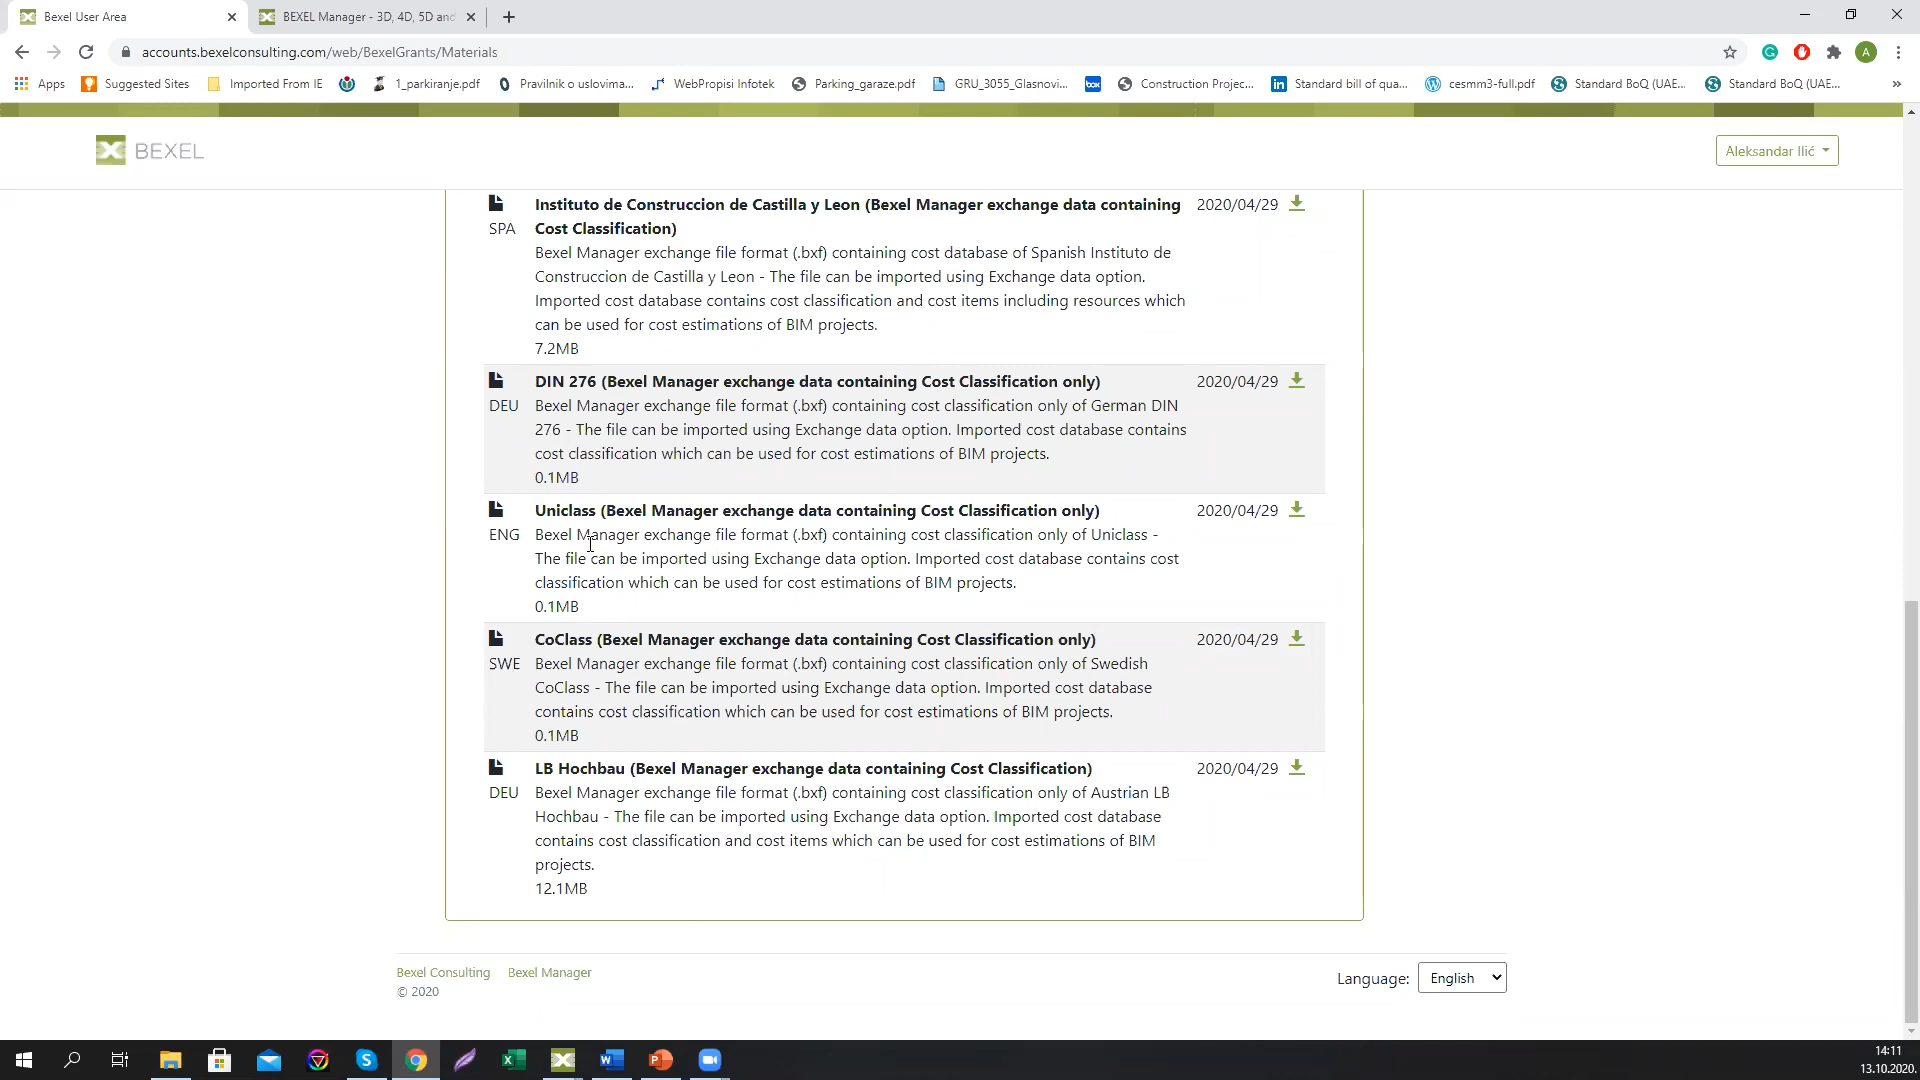 Bexel User Area
BEXEL Manager - 3D, 4D, 5D and
accounts.bexelconsulting.com/web/BexelGrants/Materials
A
Apps
Suggested Sites
Imported From IE
1_parkiranje.pdf
Pravilnik o uslovima...
WebPropisi Infotek
Parking_garaze.pdf
GRU_3055_Glasnovi...
box
Construction Projec...
Standard bill of qua...
cesmm3-full.pdf
Standard BoQ (UAE...
Standard BoQ (UAE...
»
BEXEL
Aleksandar Ilić
Instituto de Construccion de Castilla y Leon (Bexel Manager exchange data containing 2020/04/29
SPA Cost Classification)
Bexel Manager exchange file format (.bxf) containing cost database of Spanish Instituto de
Construccion de Castilla y Leon - The file can be imported using Exchange data option.
Imported cost database contains cost classification and cost items including resources which
can be used for cost estimations of BIM projects.
7.2MB
DIN 276 (Bexel Manager exchange data containing Cost Classification only) 2020/04/29
DEU Bexel Manager exchange file format (.bxf) containing cost classification only of German DIN
276 - The file can be imported using Exchange data option. Imported cost database contains
cost classification which can be used for cost estimations of BIM projects.
0.1MB
Uniclass (Bexel Manager exchange data containing Cost Classification only) 2020/04/29
ENG Bexel Manager exchange file format (.bxf) containing cost classification only of Uniclass -
The file can be imported using Exchange data option. Imported cost database contains cost
classification which can be used for cost estimations of BIM projects.
0.1MB
CoClass (Bexel Manager exchange data containing Cost Classification only) 2020/04/29
SWE Bexel Manager exchange file format (.bxf) containing cost classification only of Swedish
CoClass - The file can be imported using Exchange data option. Imported cost database
contains cost classification which can be used for cost estimations of BIM projects.
0.1MB
LB Hochbau (Bexel Manager exchange data containing Cost Classification) 2020/04/29
DEU Bexel Manager exchange file format (.bxf) containing cost classification only of Austrian LB
Hochbau - The file can be imported using Exchange data option. Imported cost database
contains cost classification and cost items which can be used for cost estimations of BIM
projects.
12.1MB
Bexel Consulting Bexel Manager
© 2020
Language: English
14:11
13.10.2020.